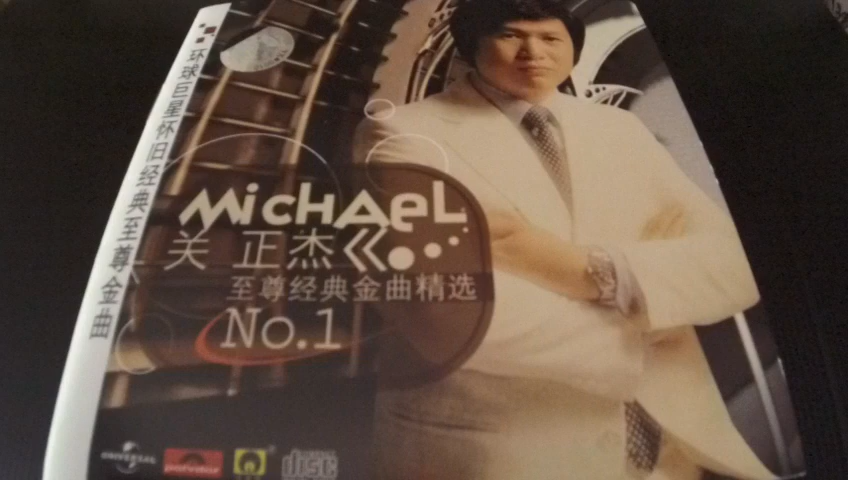 环球巨星怀旧经典至尊金曲
MicHAeL
关 正杰
至尊经典金曲精选
No.1
UNIVERSAL
polydor
disc